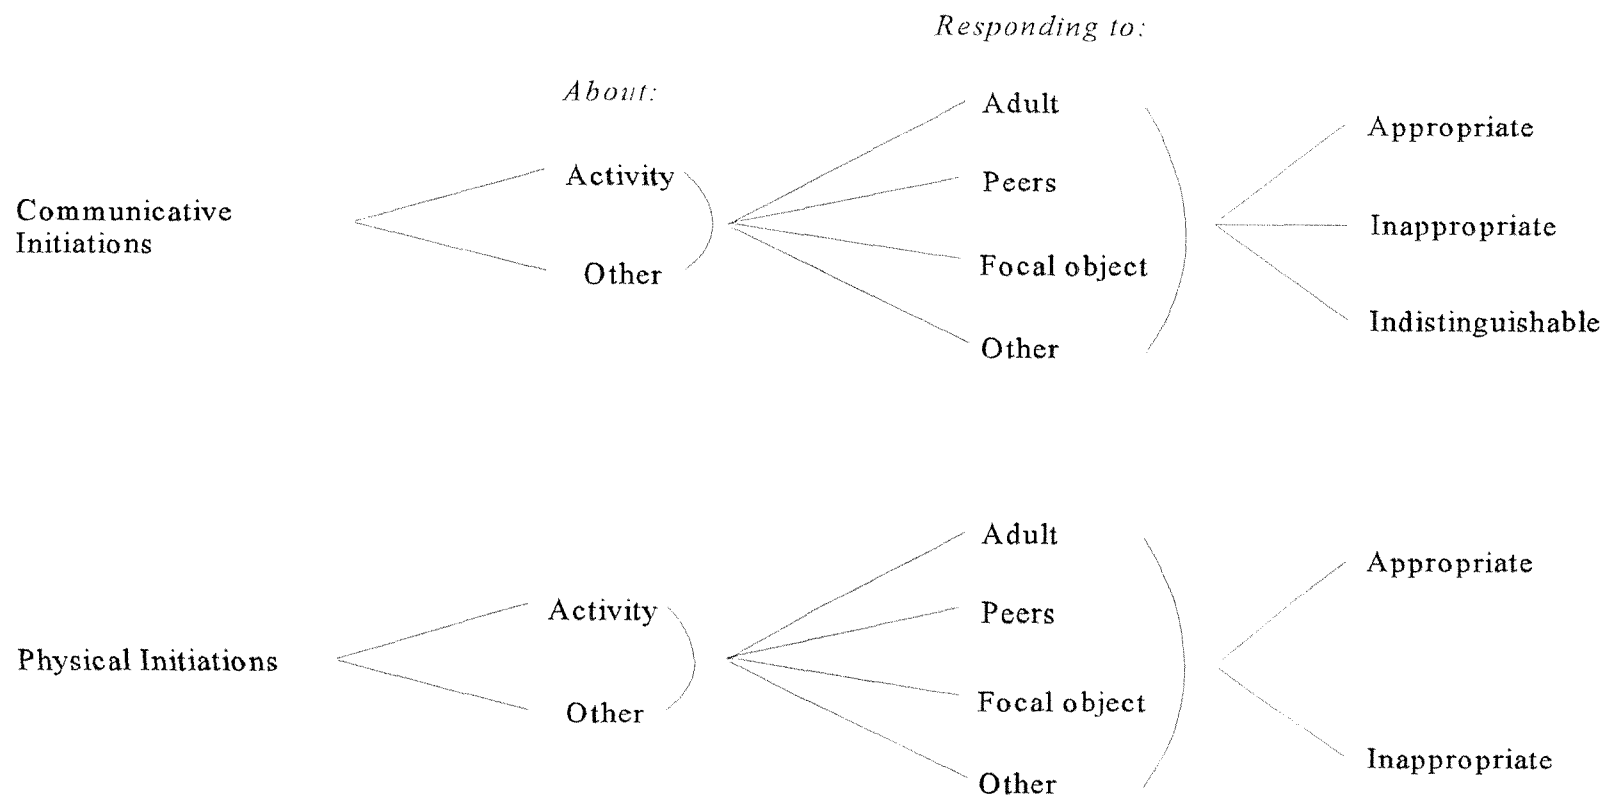 Responding to:
About:
Adult
Appropriate
Activity
Peers
Communicative
Initiations
Inappropriate
Other
Focal object
Indistinguishable
Other
Adult
Appropriate
Activity
Peers
Physical Initiations
Other
Focal object
Inappropriate
Other